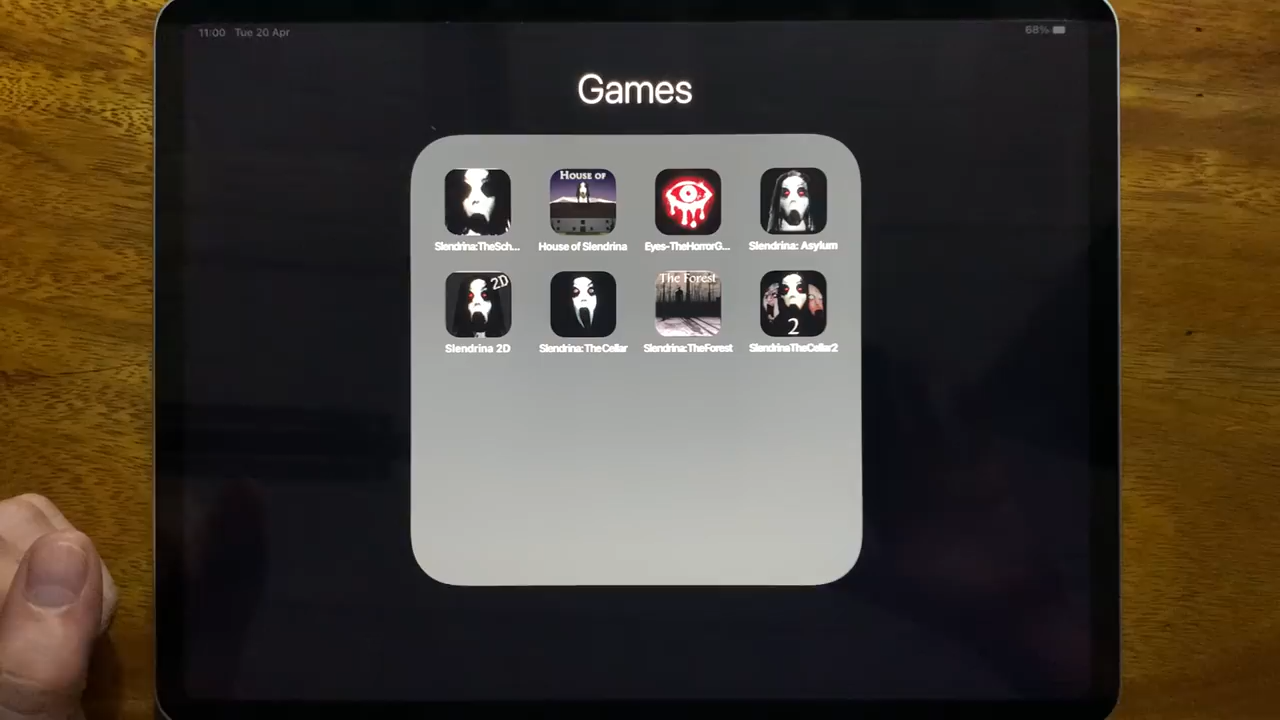 11:00 Tue 20 Apr
68%
Games
HOUSE OF
Slendrina:TheSch...
House of Slendrina
Eyes-TheHorrorG...
Slendrina: Asylum
2D
The Forest
2
Slendrina 2D
Slendrina:TheCellar
Slendrina:TheForest
SlendrinaTheCellar2